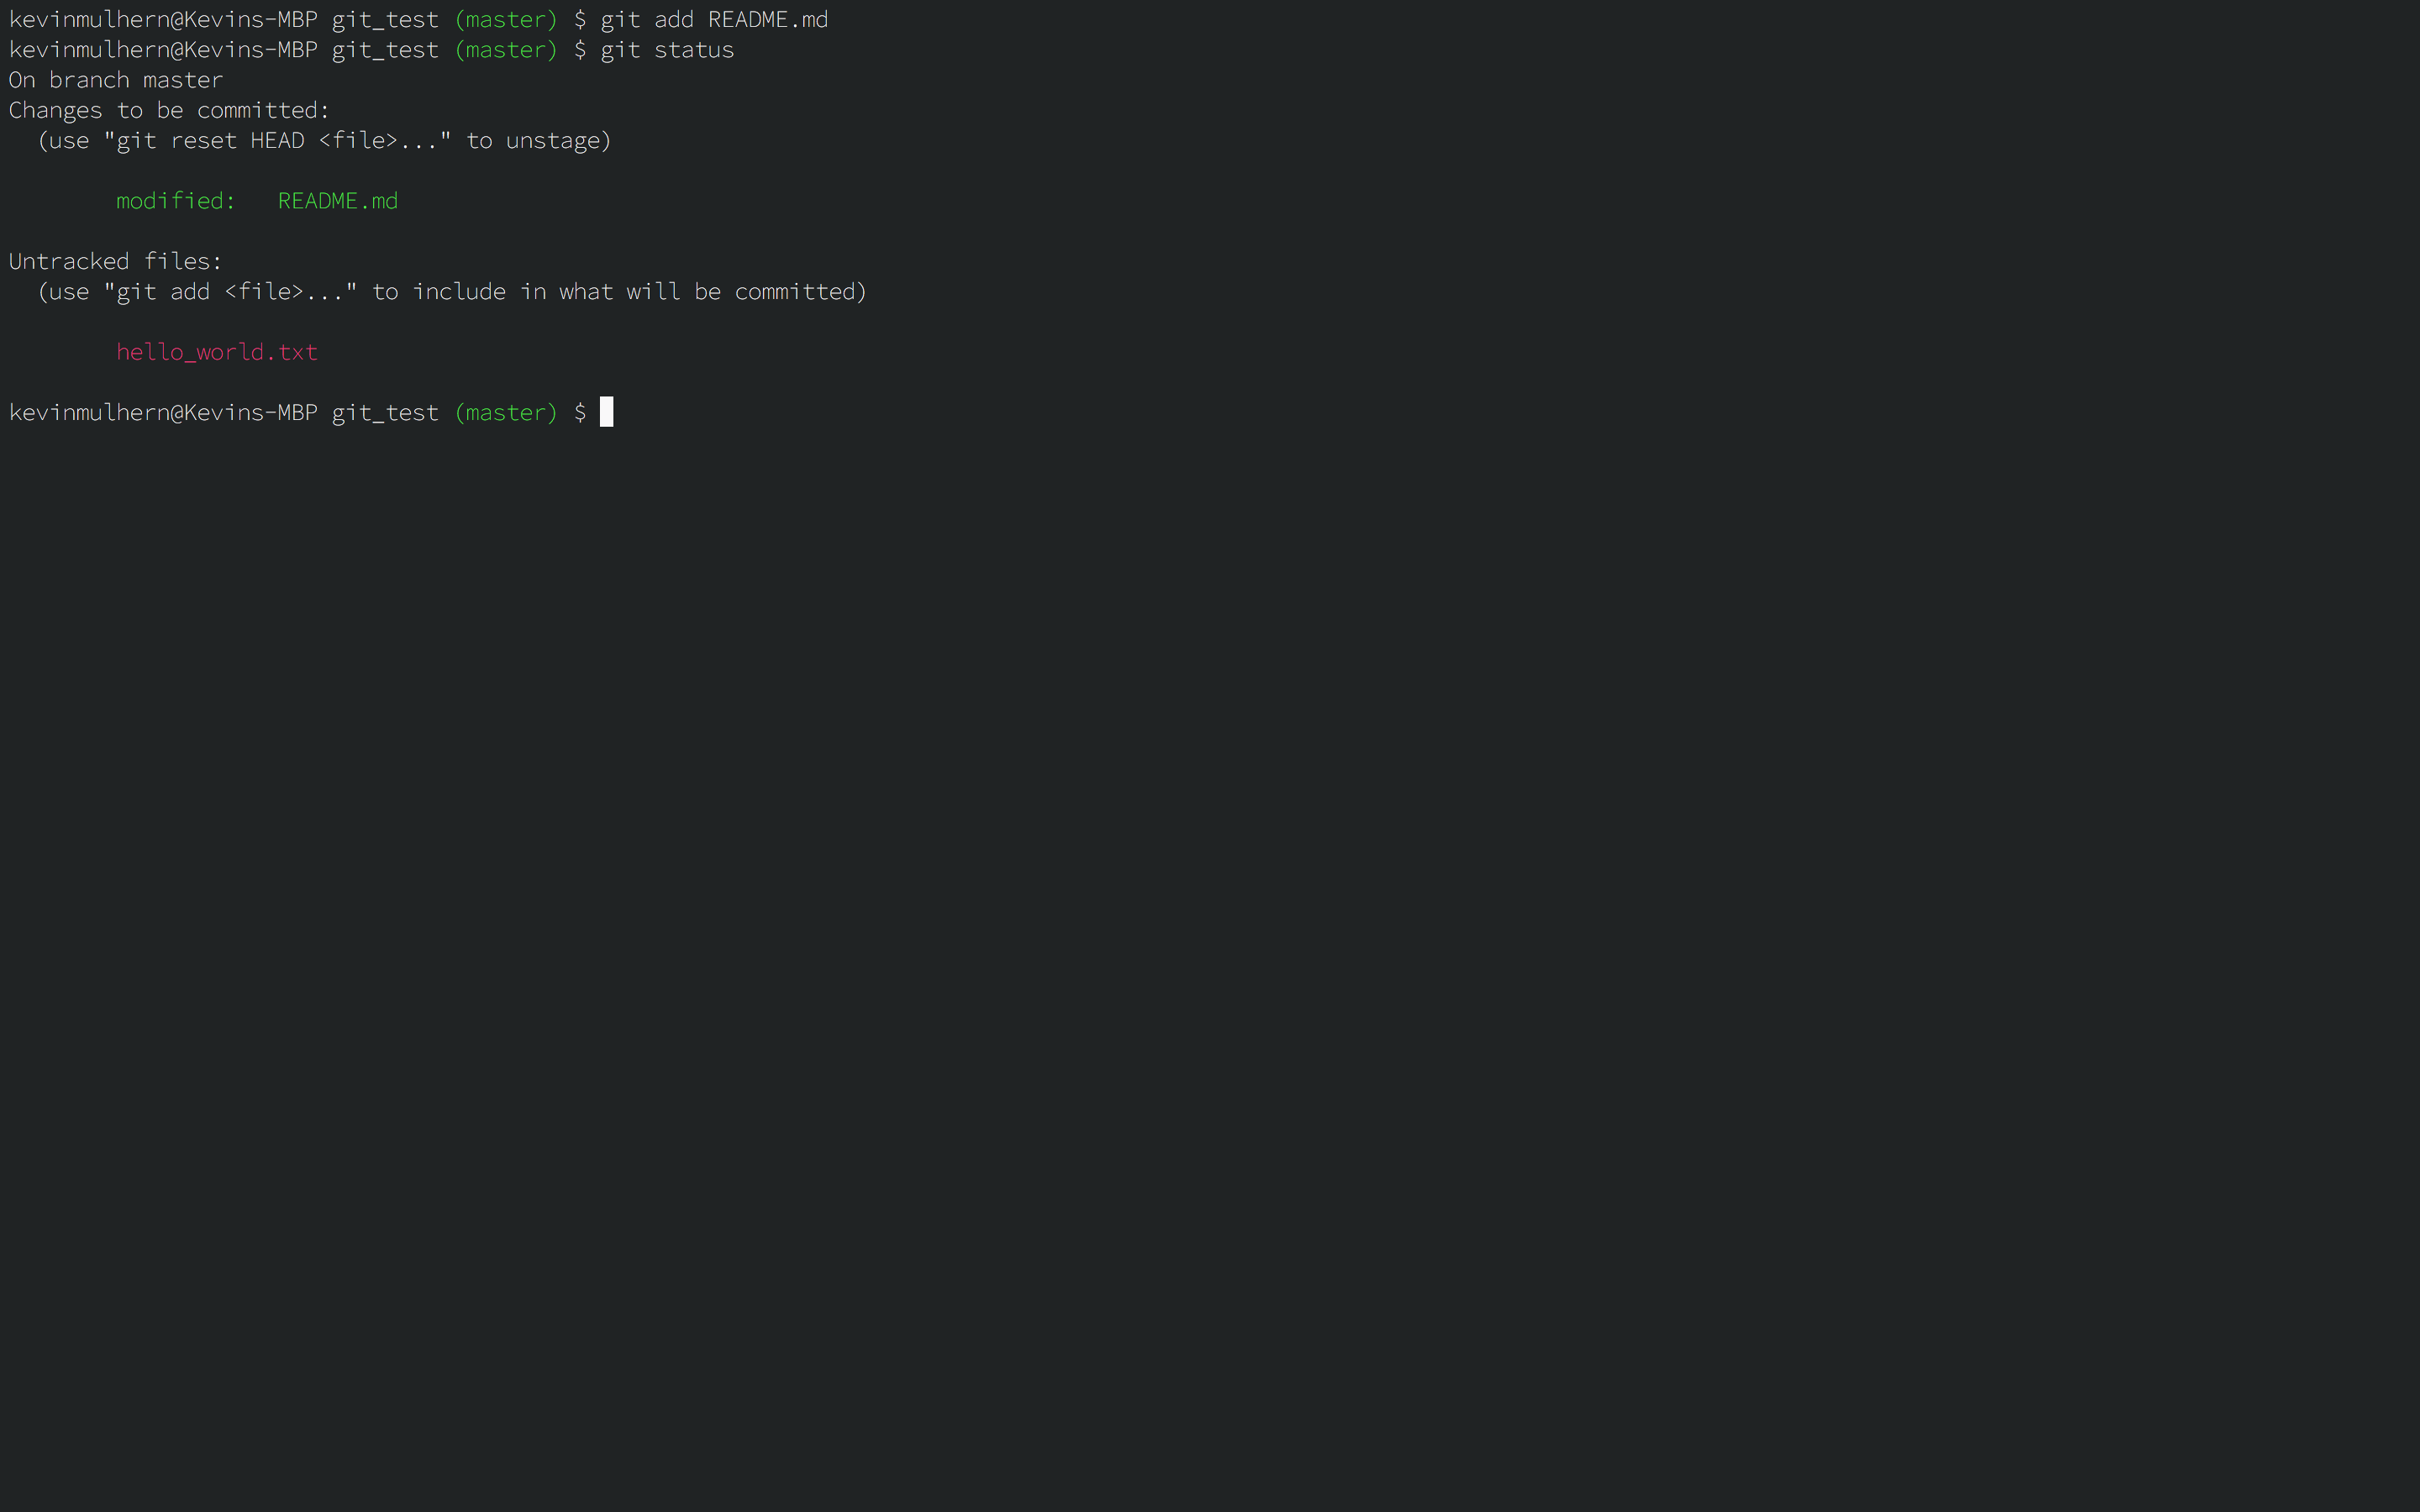 kevinmulhern@Kevins-MBP git_test (master) $ git add README.md
kevinmulhern@Kevins-MBP git_test (master) $ git status
On branch master
Changes to be committed:
  (use "git reset HEAD <file>..." to unstage)

        modified:   README.md

Untracked files:
  (use "git add <file>..." to include in what will be committed)

        hello_world.txt

kevinmulhern@Kevins-MBP git_test (master) $